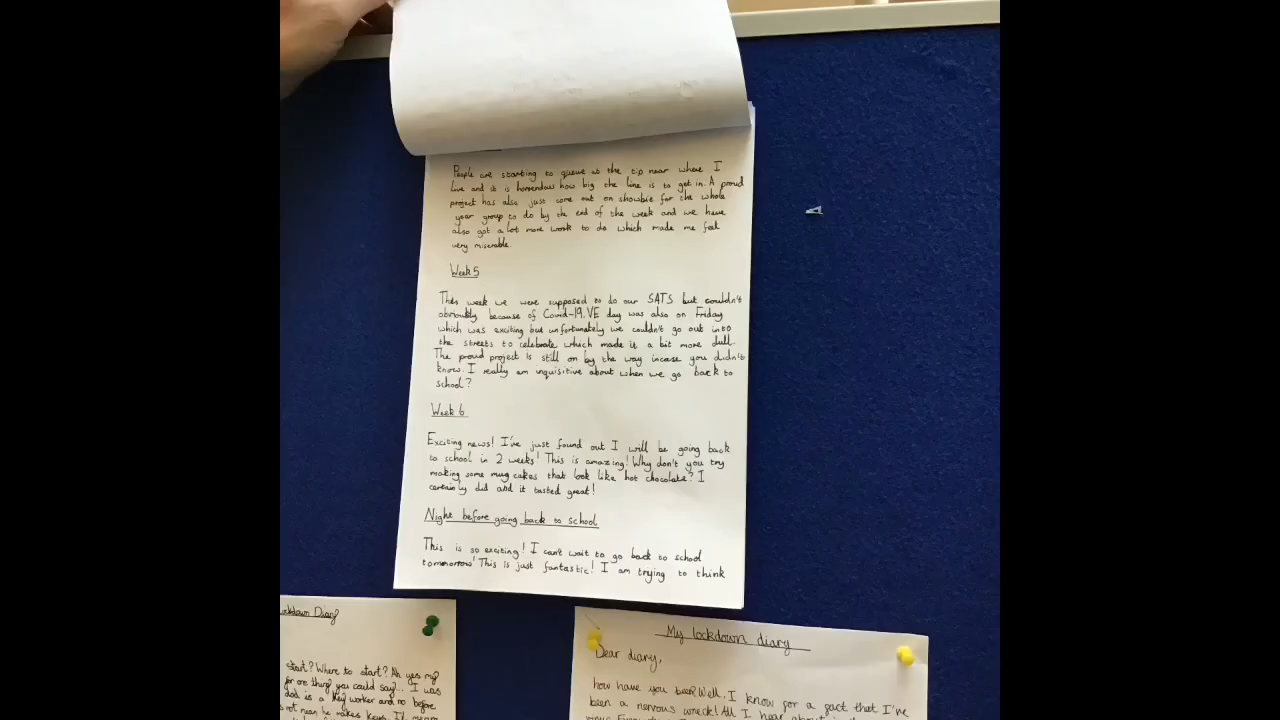 People are starting to queue at the tip near where I
live and it is horrendous how big the line is to get in. A proud
project has also just come out on showbie for the whole
year group to do by the end of the week and we have
also got a lot more work to do which made me feel
very miserable.
Week 5
This week we were supposed to do our SATS but couldn't
obviously because of Covid-19. VE day was also on Friday
which was exciting but unfortunately we couldn't go out into
the streets to celebrate which made it a bit more dull.
The proud project is still on by the way incase you didn't
know. I really am inquisitive about when we go back to
school?
Week 6
Exciting news! I've just found out I will be going back
to school in 2 weeks! This is amazing! Why don't you try
making some mug cakes that look like hot chocolate? I
certainly did and it tasted great!
Night before going back to school
This is so exciting! I can't wait to go back to school
tomorrow! This is just fantastic! I am trying to think
Lockdown Diary
start? Where to start? Ah yes my?
for one thing you could say?... I was
dad is a key worker and no before
not mean he makes keys. I mean
My lockdown diary
Dear diary,
how have you been? Well, I know for a fact that I've
been a nervous wreck! All I hear about is the
virus